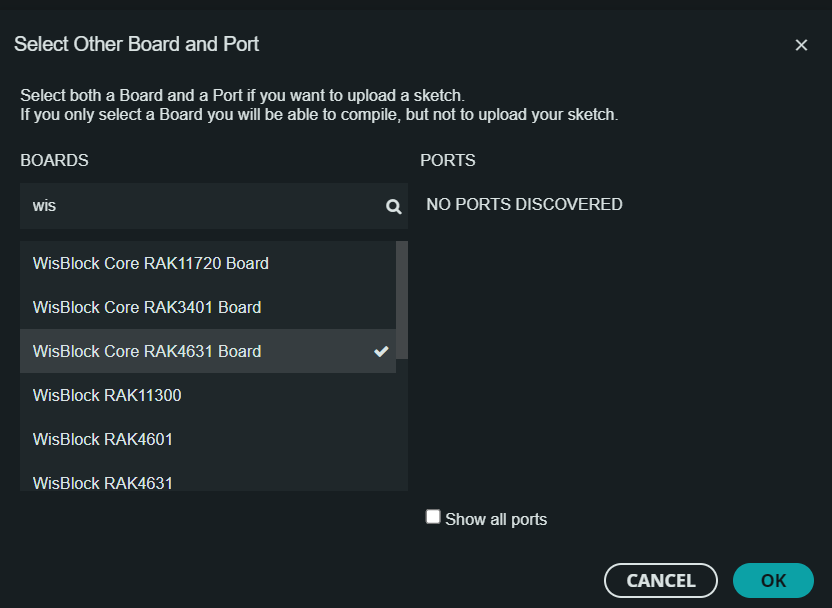 Select Other Board and Port
Select both a Board and a Port if you want to upload a sketch.
If you only select a Board you will be able to compile, but not to upload your sketch.
BOARDS
wis
WisBlock Core RAK11720 Board
WisBlock Core RAK3401 Board
WisBlock Core RAK4631 Board
WisBlock RAK11300
WisBlock RAK4601
WisBlock RAK4631
PORTS
NO PORTS DISCOVERED
Show all ports
CANCEL
OK